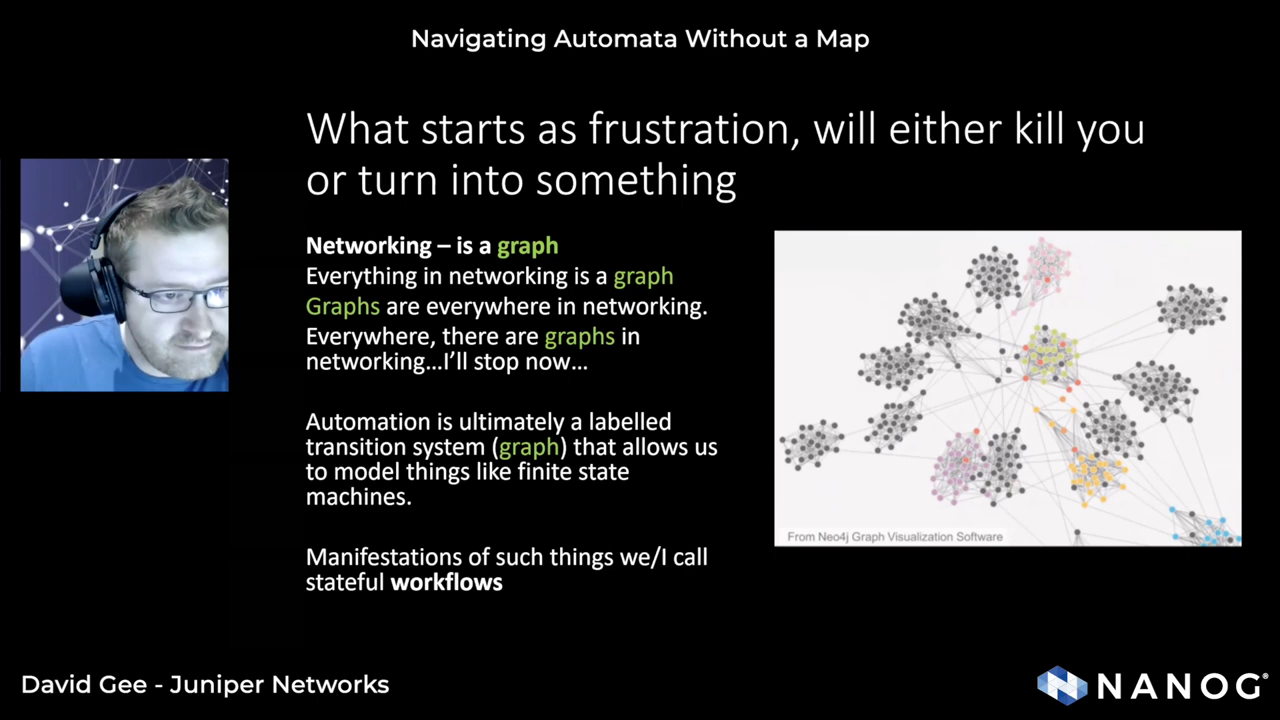 Navigating Automata Without a Map
What starts as frustration, will either kill you
or turn into something
Networking – is a graph
Everything in networking is a graph
Graphs are everywhere in networking.
Everywhere, there are graphs in
networking...I'll stop now...
Automation is ultimately a labelled
transition system (graph) that allows us
to model things like finite state
machines.
Manifestations of such things we/I call
stateful workflows
From Neo4j Graph Visualization Software
David Gee - Juniper Networks
NANOG®